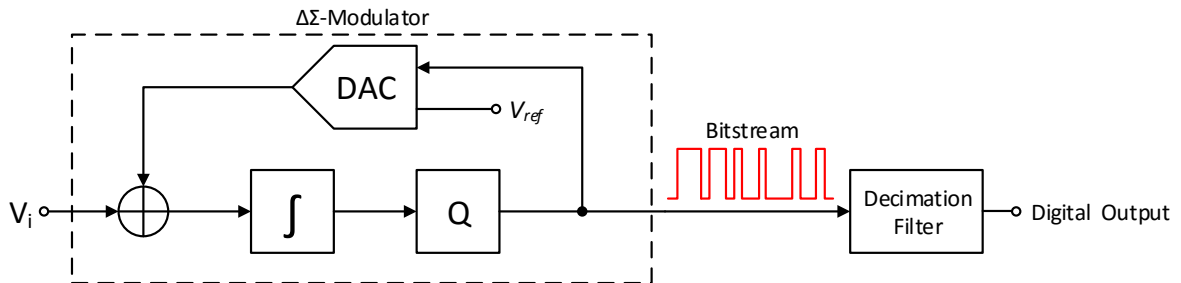 ΔΣ-Modulator
DAC
V_ref
Bitstream
V_i
∫
Q
Decimation
Filter
Digital Output